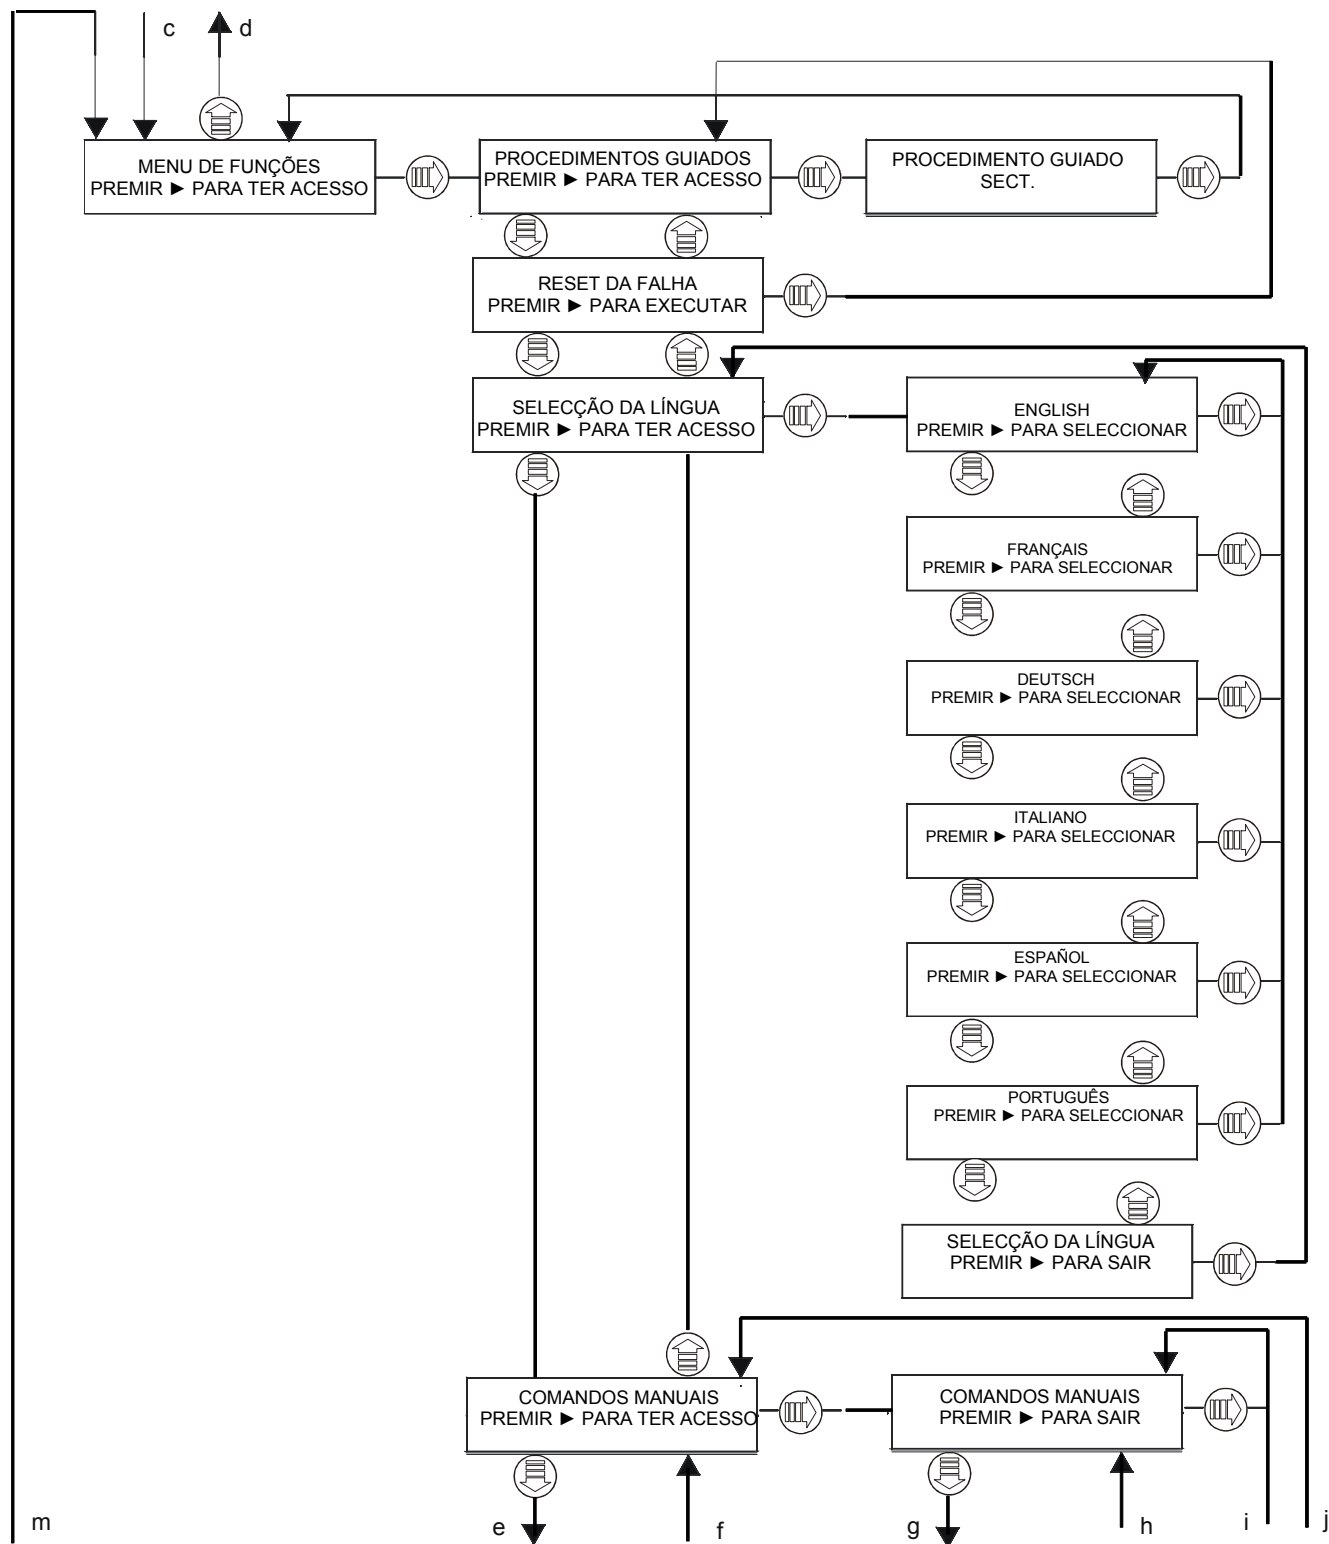 c
d
MENU DE FUNÇÕES
PREMIR ► PARA TER ACESSO
PROCEDIMENTOS GUIADOS
PREMIR ► PARA TER ACESSO
PROCEDIMENTO GUIADO
SECT.
RESET DA FALHA
PREMIR ► PARA EXECUTAR
SELECÇÃO DA LÍNGUA
PREMIR ► PARA TER ACESSO
ENGLISH
PREMIR ► PARA SELECCIONAR
FRANÇAIS
PREMIR ► PARA SELECCIONAR
DEUTSCH
PREMIR ► PARA SELECCIONAR
ITALIANO
PREMIR ► PARA SELECCIONAR
ESPAÑOL
PREMIR ► PARA SELECCIONAR
PORTUGUÊS
PREMIR ► PARA SELECCIONAR
SELECÇÃO DA LÍNGUA
PREMIR ► PARA SAIR
COMANDOS MANUAIS
PREMIR ► PARA TER ACESSO
COMANDOS MANUAIS
PREMIR ► PARA SAIR
m
e
f
g
h
i
j